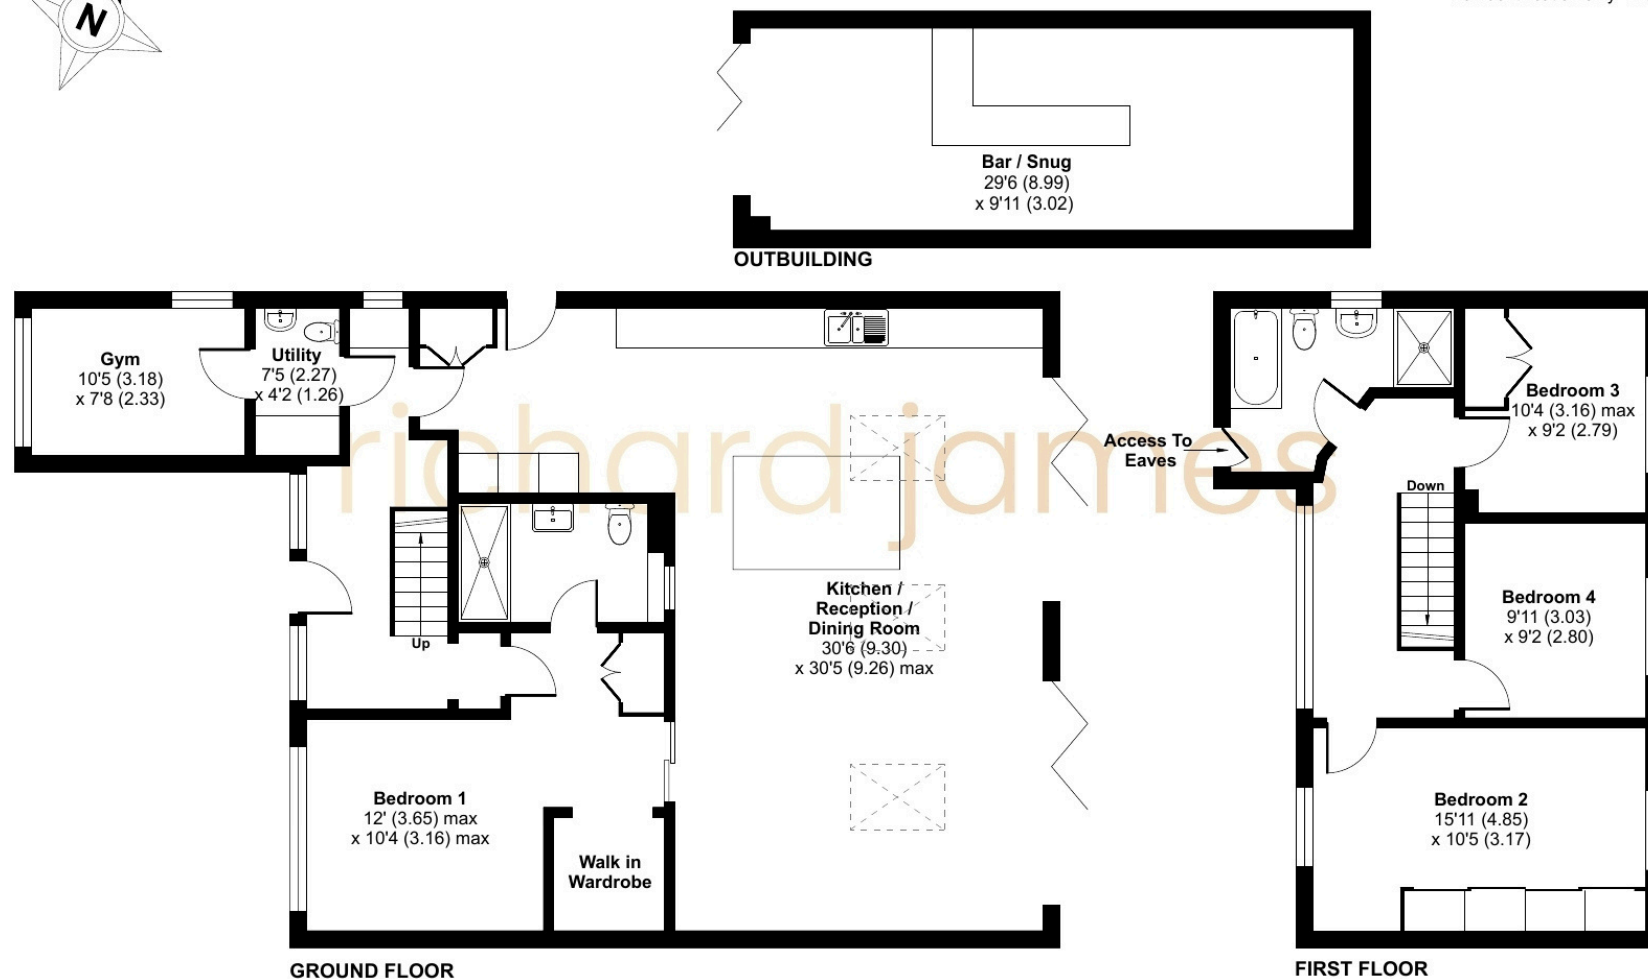 N
Bar / Snug
29'6 (8.99)
x 9'11 (3.02)
OUTBUILDING
Gym
10'5 (3.18)
x 7'8 (2.33)
Utility
7'5 (2.27)
x 4'2 (1.26)
richard james
Up
Kitchen /
Reception /
Dining Room
30'6 (9.30)
x 30'5 (9.26) max
Bedroom 1
12' (3.65) max
x 10'4 (3.16) max
Walk in
Wardrobe
GROUND FLOOR
Access To
Eaves
Down
Bedroom 3
10'4 (3.16) max
x 9'2 (2.79)
Bedroom 4
9'11 (3.03)
x 9'2 (2.80)
Bedroom 2
15'11 (4.85)
x 10'5 (3.17)
FIRST FLOOR